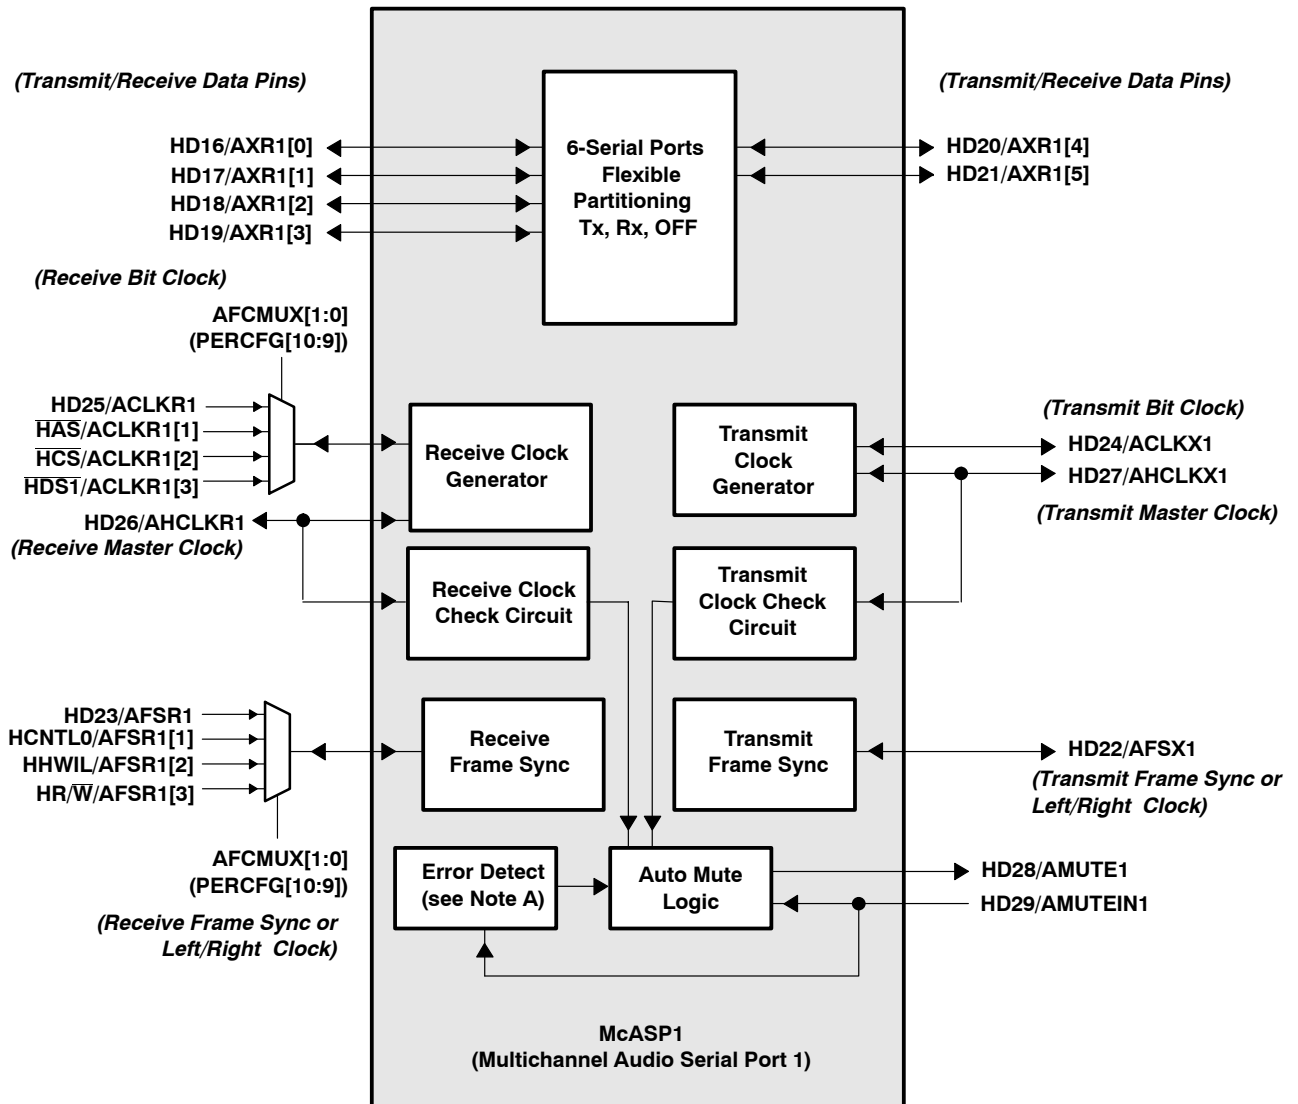 (Transmit/Receive Data Pins)
HD16/AXR1[0]
HD17/AXR1[1]
HD18/AXR1[2]
HD19/AXR1[3]
6-Serial Ports
Flexible
Partitioning
Tx, Rx, OFF
(Transmit/Receive Data Pins)
HD20/AXR1[4]
HD21/AXR1[5]
(Receive Bit Clock)
AFCMUX[1:0]
(PERCFG[10:9])
HD25/ACLKR1
H̅A̅S̅/ACLKR1[1]
H̅C̅S̅/ACLKR1[2]
H̅D̅S̅1̅/ACLKR1[3]
HD26/AHCLKR1
(Receive Master Clock)
Receive Clock
Generator
Transmit
Clock
Generator
(Transmit Bit Clock)
HD24/ACLKX1
HD27/AHCLKX1
(Transmit Master Clock)
Receive Clock
Check Circuit
Transmit
Clock Check
Circuit
HD23/AFSR1
HCNTL0/AFSR1[1]
HHWIL/AFSR1[2]
HR/W̅/AFSR1[3]
AFCMUX[1:0]
(PERCFG[10:9])
(Receive Frame Sync or
Left/Right Clock)
Receive
Frame Sync
Transmit
Frame Sync
HD22/AFSX1
(Transmit Frame Sync or
Left/Right Clock)
Error Detect
(see Note A)
Auto Mute
Logic
HD28/AMUTE1
HD29/AMUTEIN1
McASP1
(Multichannel Audio Serial Port 1)